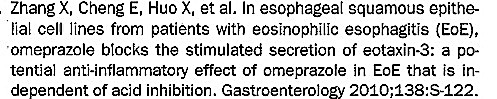 Zhang X, Cheng E, Huo X, et al. In esophageal squamous epithe-
lial cell lines from patients with eosinophilic esophagitis (EoE),
omeprazole blocks the stimulated secretion of eotaxin-3: a po-
tential anti-inflammatory effect of omeprazole in EoE that is in-
dependent of acid inhibition. Gastroenterology 2010;138:S-122.